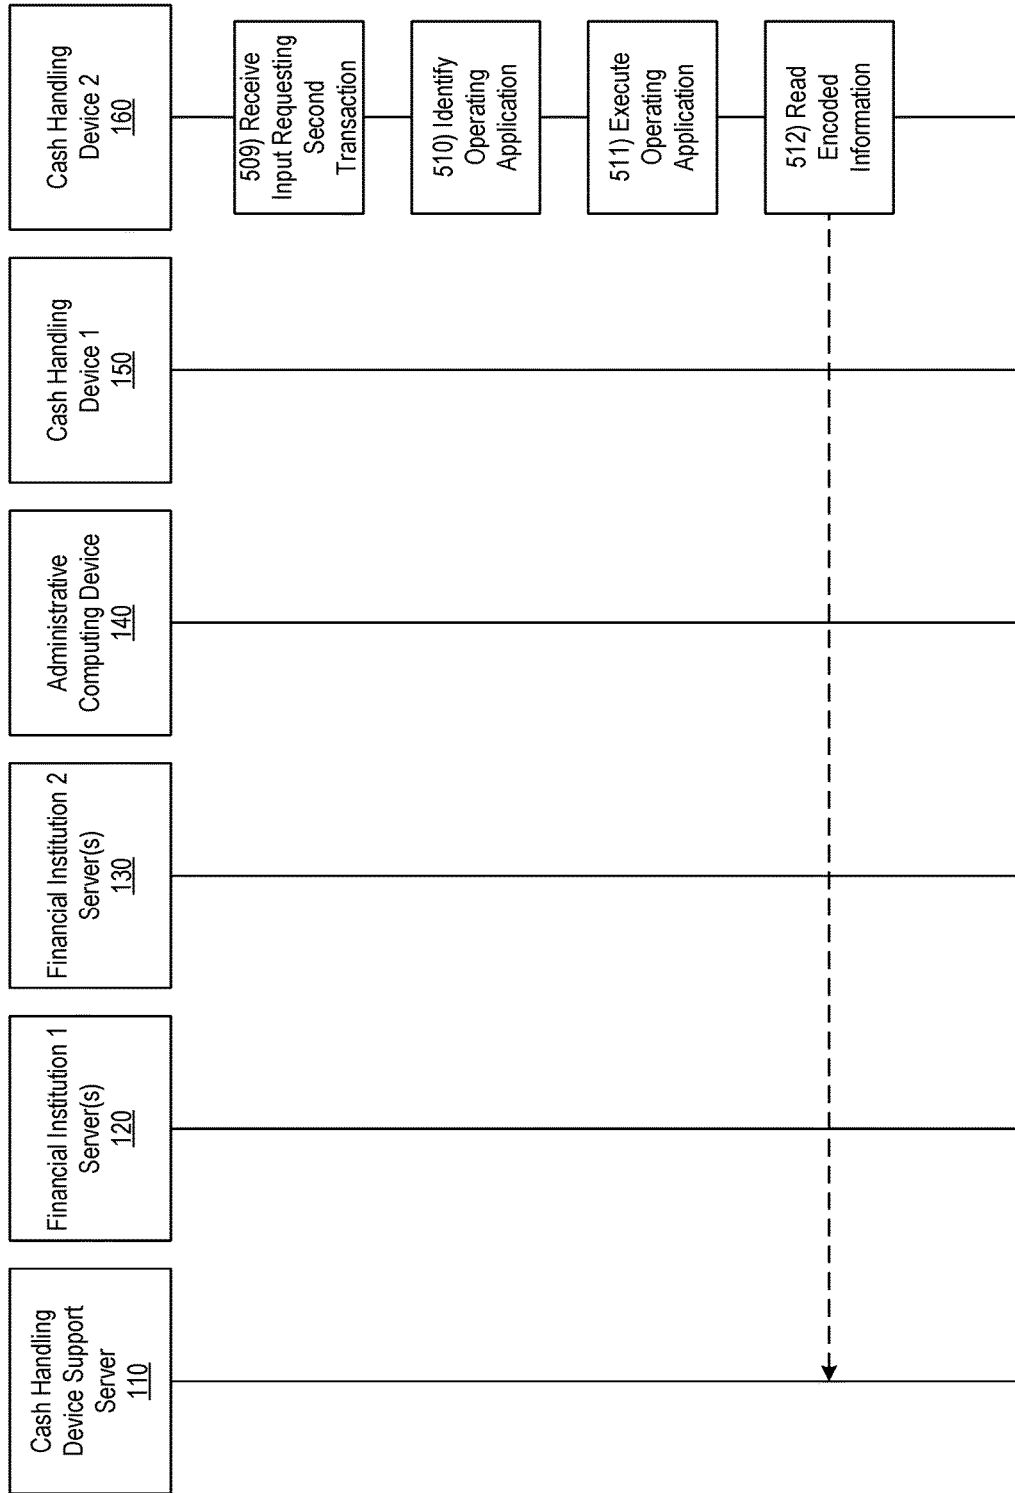 Cash Handling
Device Support
Server
110
Financial Institution 1
Server(s)
120
Financial Institution 2
Server(s)
130
Administrative
Computing Device
140
Cash Handling
Device 1
150
Cash Handling
Device 2
160
509) Receive
Input Requesting
Second
Transaction
510) Identify
Operating
Application
511) Execute
Operating
Application
512) Read
Encoded
Information